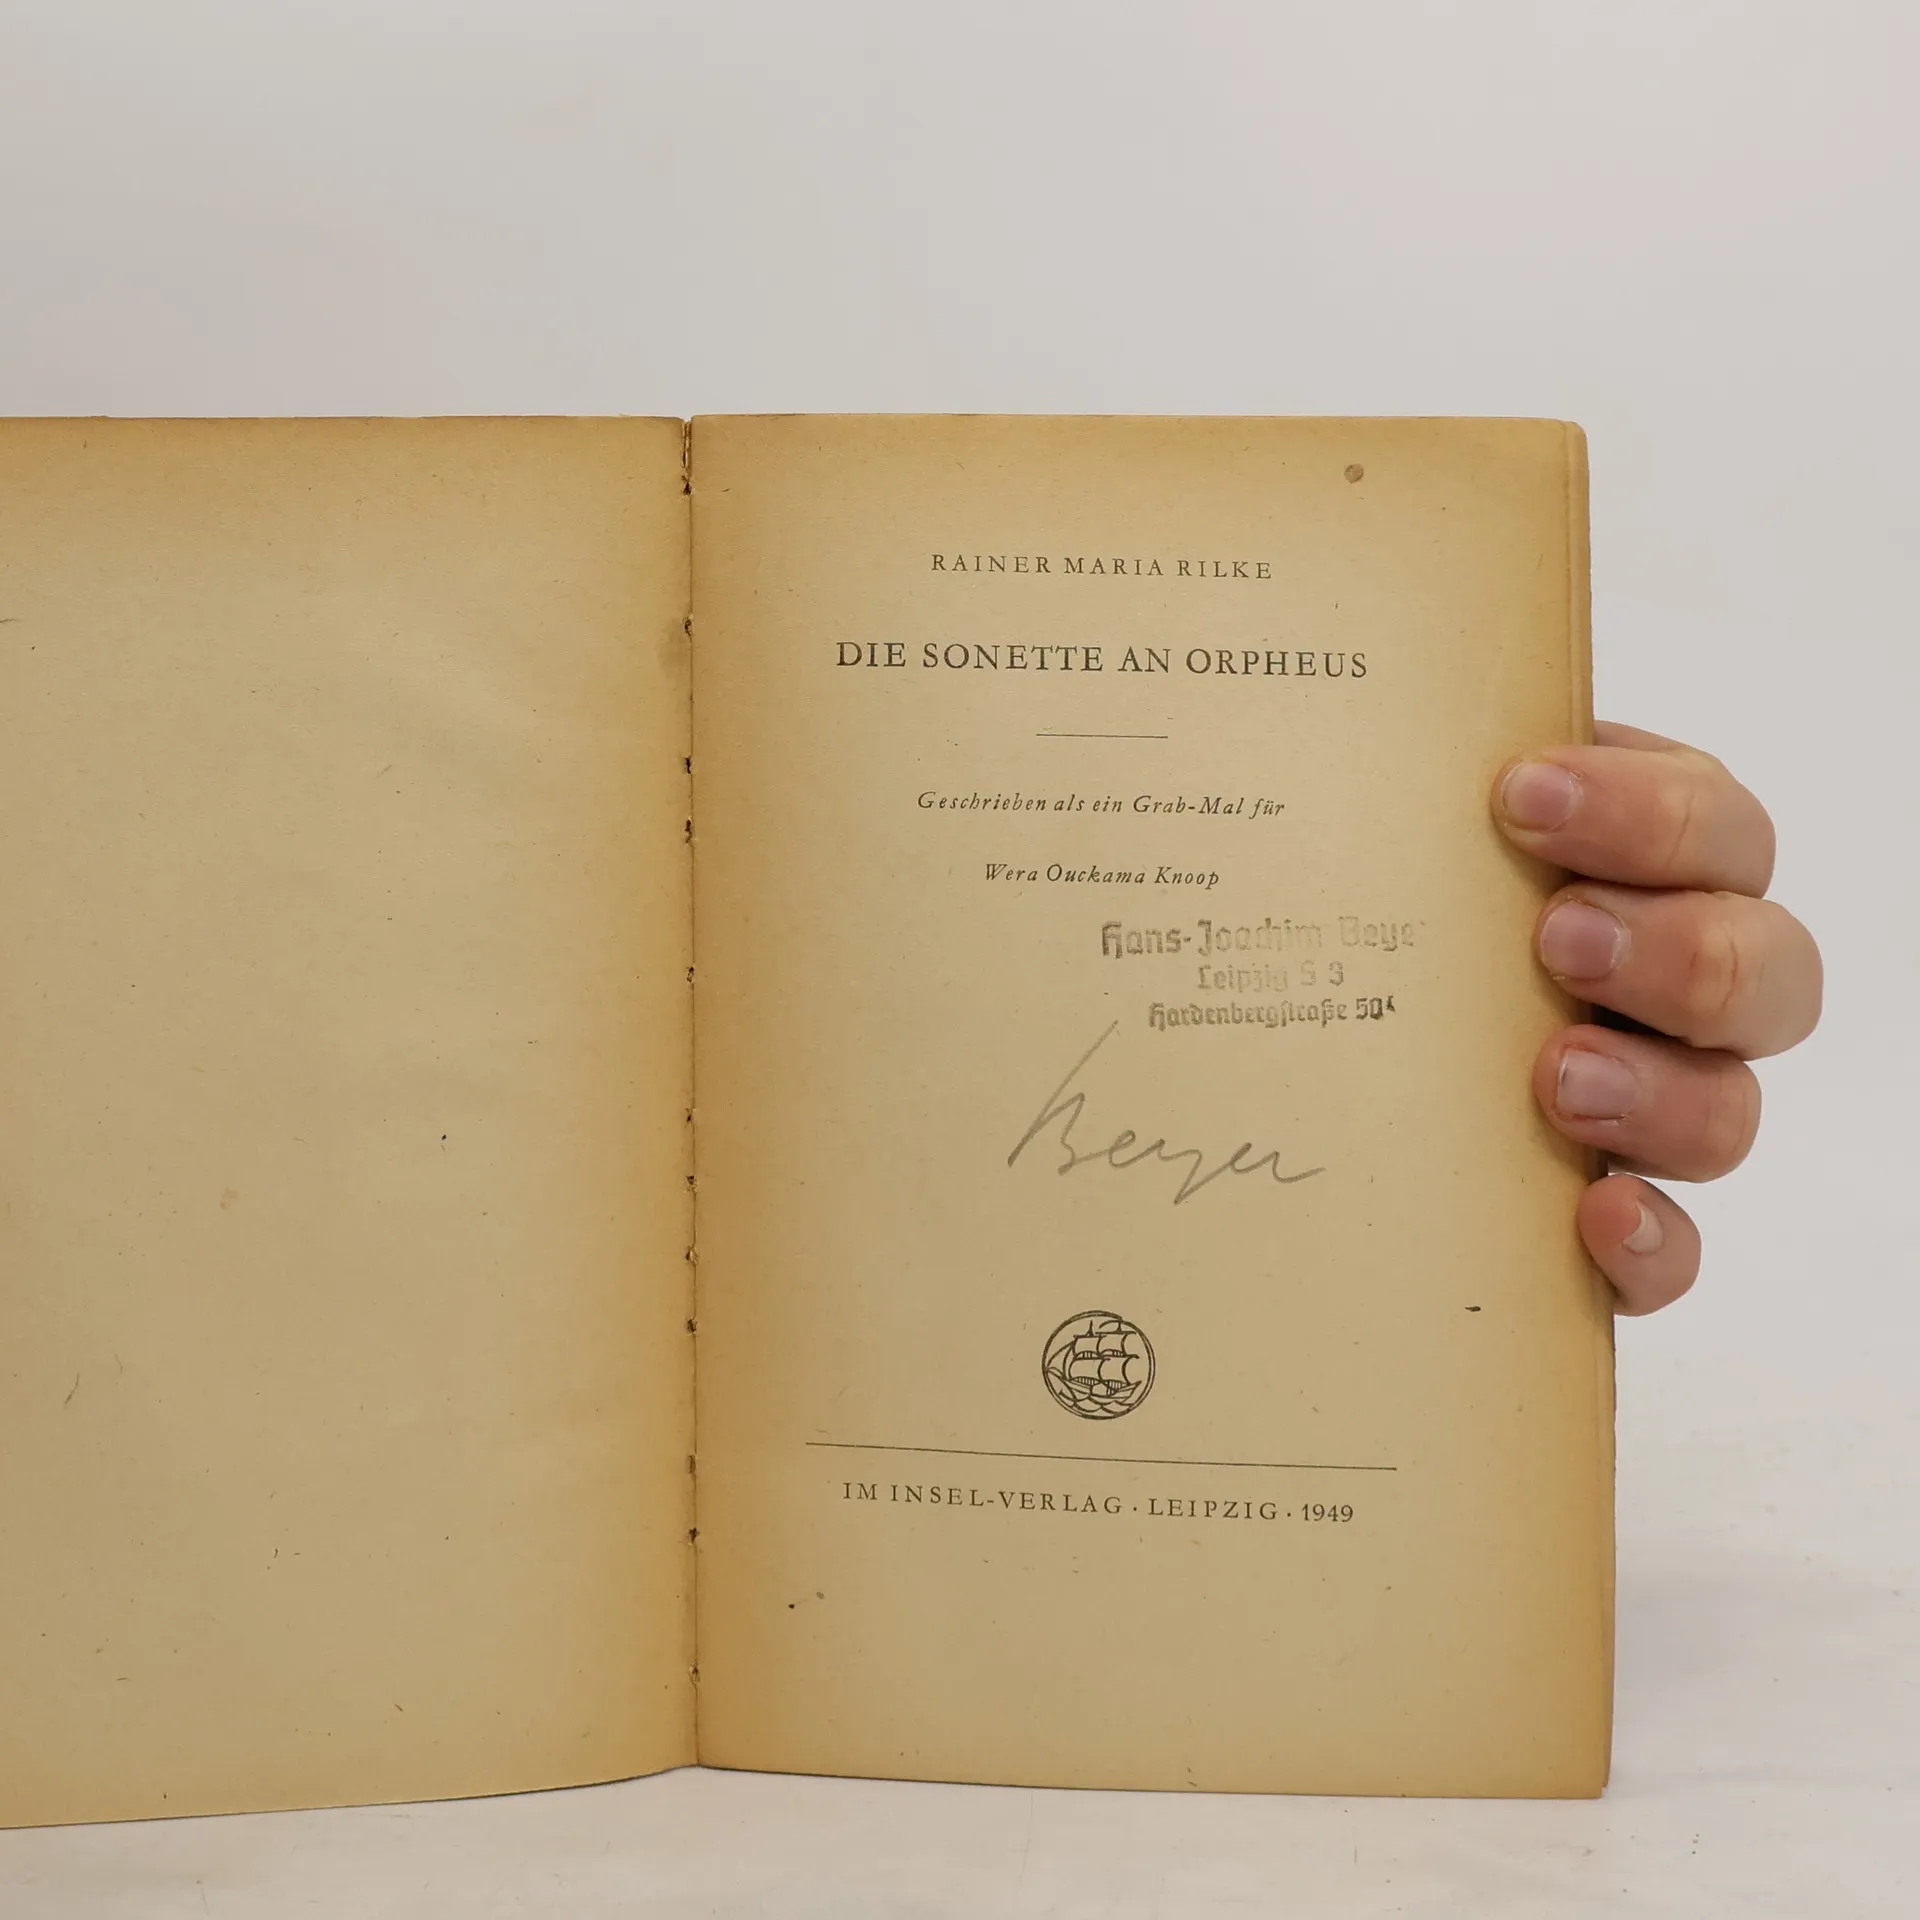 RAINER MARIA RILKE
DIE SONETTE AN ORPHEUS
Geschrieben als ein Grab-Mal für
Wera Ouckama Knoop
Hans-Joachim Beye
Leipzig S 3
Hardenbergstraße 50
Beyer
IM INSEL-VERLAG · LEIPZIG · 1949